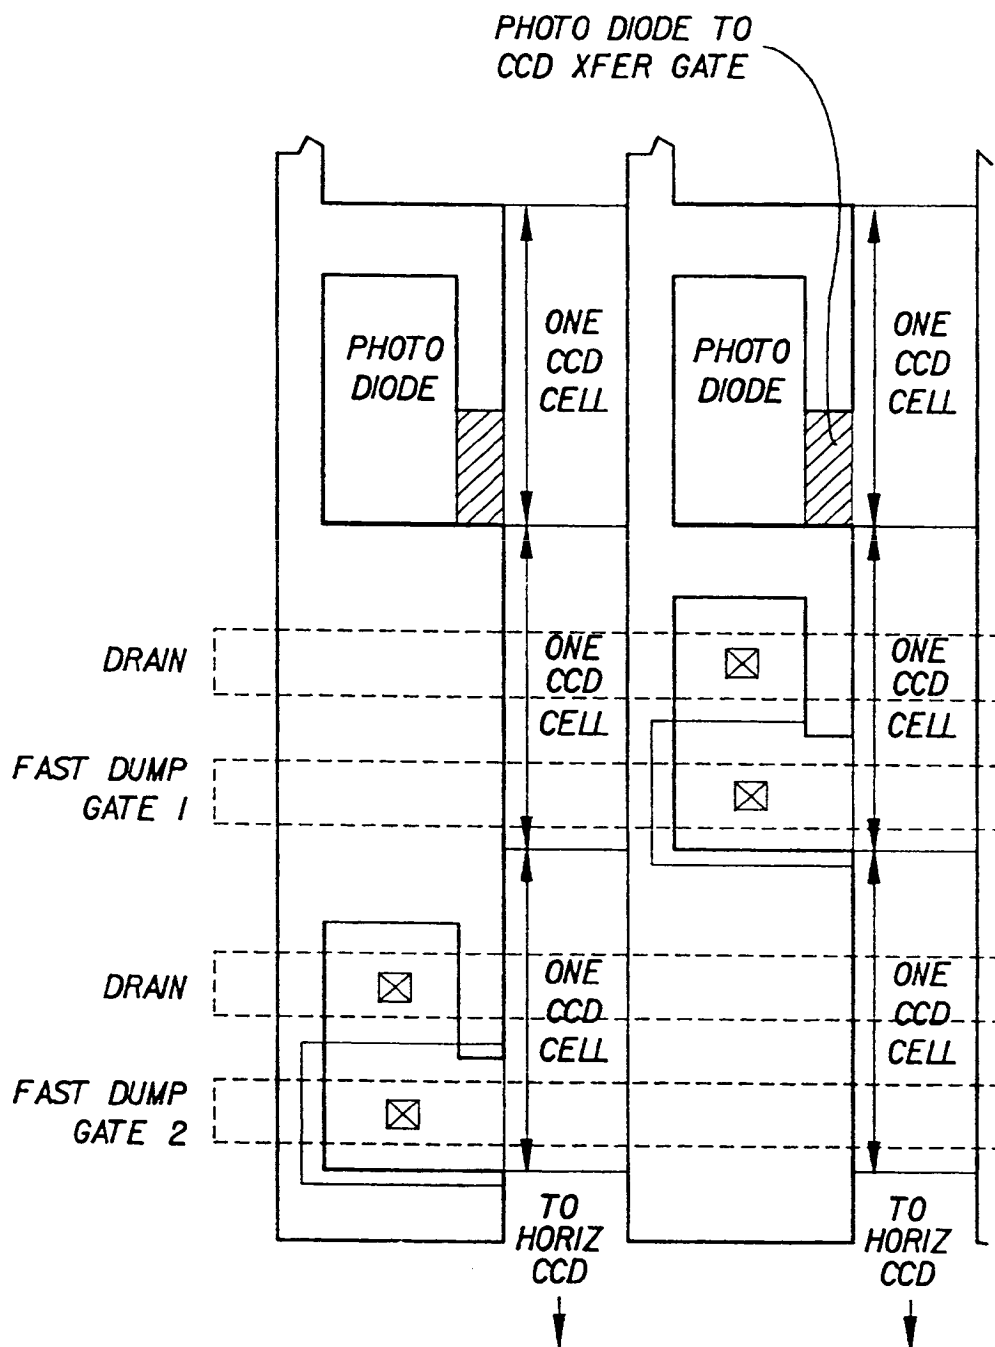 PHOTO DIODE TO
CCD XFER GATE
PHOTO
DIODE
ONE
CCD
CELL
PHOTO
DIODE
ONE
CCD
CELL
DRAIN
ONE
CCD
CELL
ONE
CCD
CELL
FAST DUMP
GATE 1
DRAIN
ONE
CCD
CELL
ONE
CCD
CELL
FAST DUMP
GATE 2
TO
HORIZ
CCD
TO
HORIZ
CCD